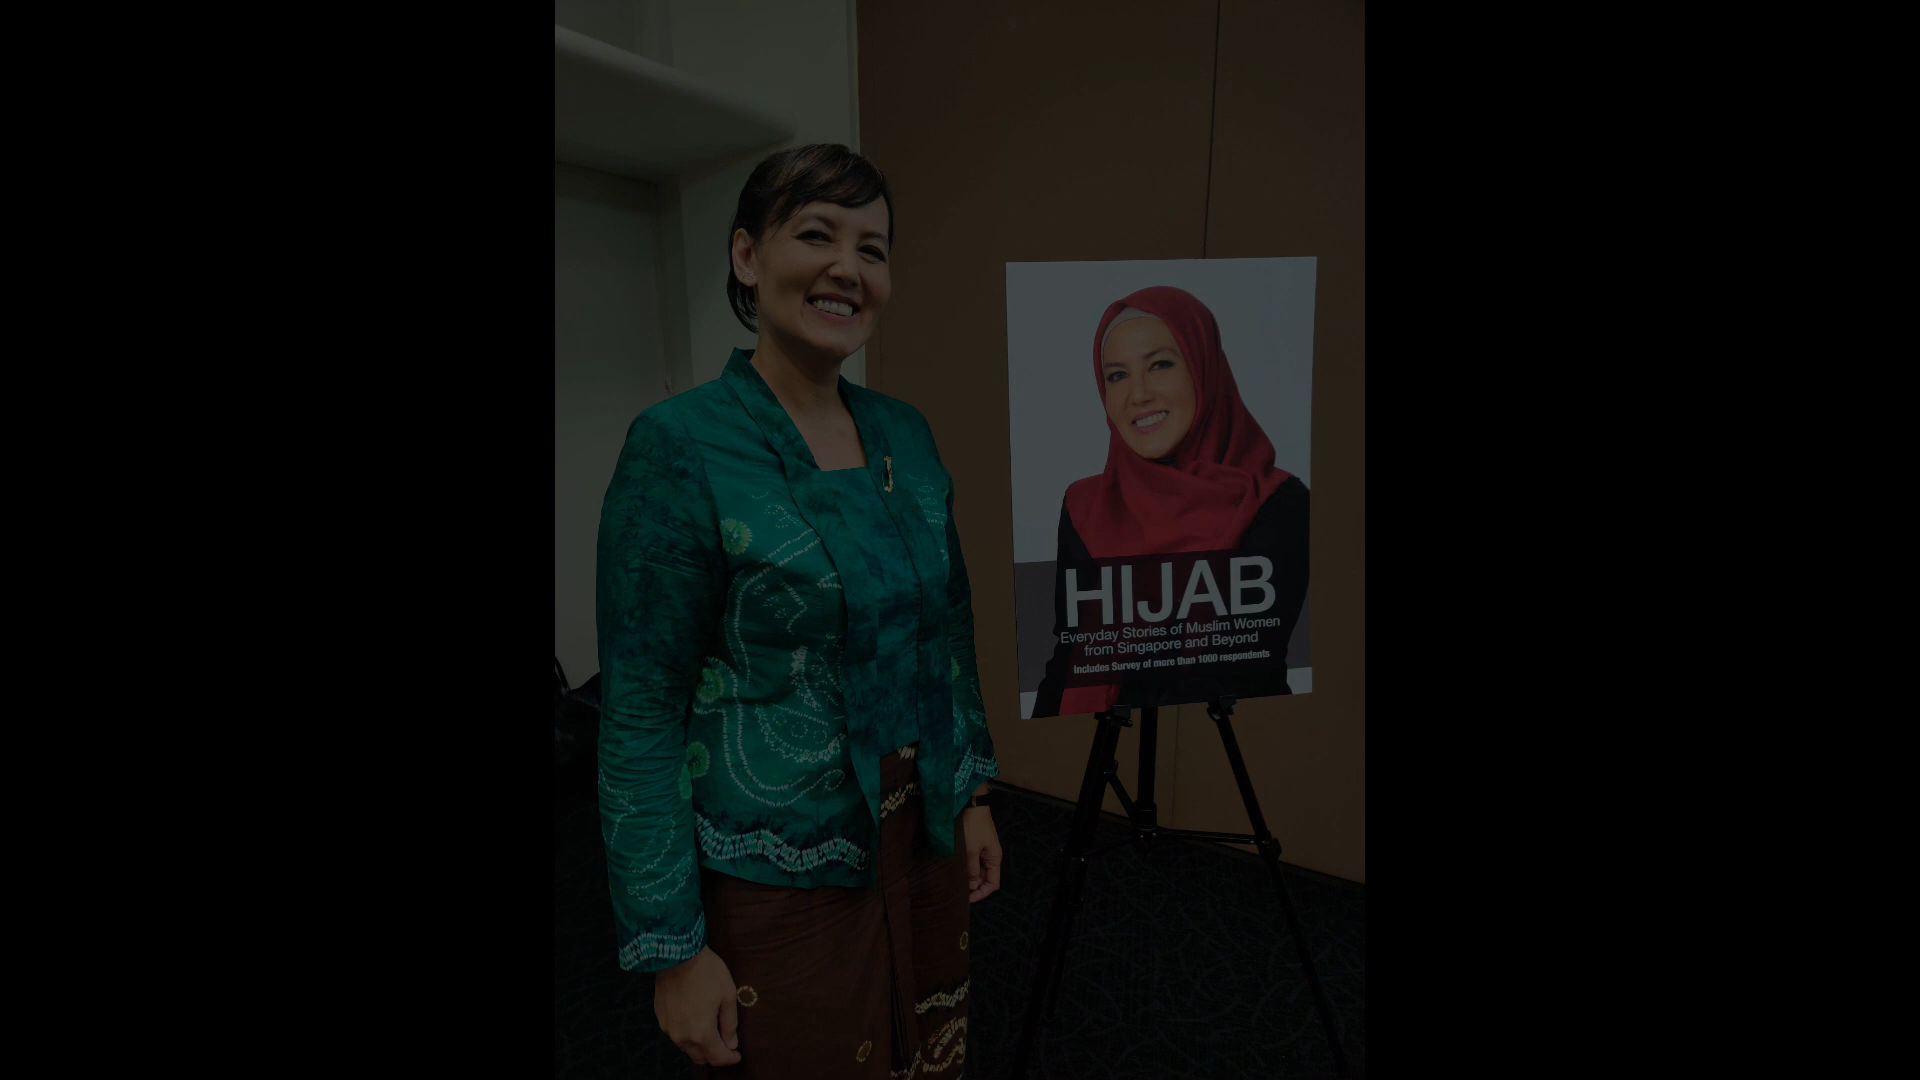 HIJAB
Everyday Stories of Muslim Women
from Singapore and Beyond
Includes Survey of more than 1000 respondents